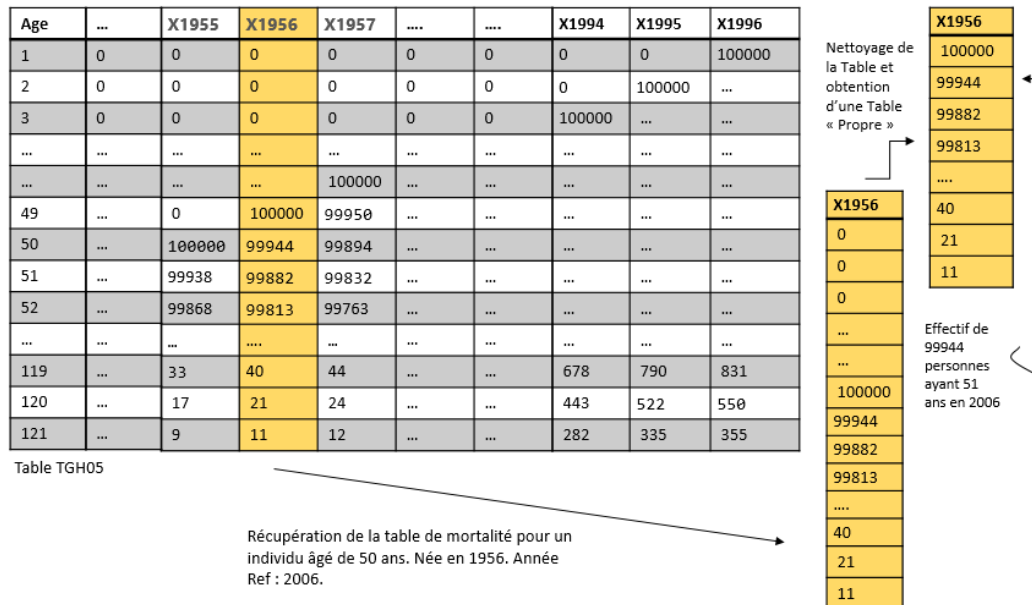 Age ... X1955 X1956 X1957 .... .... X1994 X1995 X1996
1 0 0 0 0 0 0 0 0 100000
2 0 0 0 0 0 0 0 100000 ...
3 0 0 0 0 0 0 100000 ... ...
... ... ... ... ... ... ... ... ... ...
... ... ... ... 100000 ... ... ... ... ...
49 ... 0 100000 99950 ... ... ... ... ...
50 ... 100000 99944 99894 ... ... ... ... ...
51 ... 99938 99882 99832 ... ... ... ... ...
52 ... 99868 99813 99763 ... ... ... ... ...
... ... ... .... ... ... ... ... ... ...
119 ... 33 40 44 ... ... 678 790 831
120 ... 17 21 24 ... ... 443 522 550
121 ... 9 11 12 ... ... 282 335 355
Table TGH05
Récupération de la table de mortalité pour un
individu âgé de 50 ans. Née en 1956. Année
Ref : 2006.
Nettoyage de
la Table et
obtention
d'une Table
« Propre »
X1956
0
0
0
...
...
100000
99944
99882
99813
....
40
21
11
X1956
100000
99944
99882
99813
....
40
21
11
Effectif de
99944
personnes
ayant 51
ans en 2006